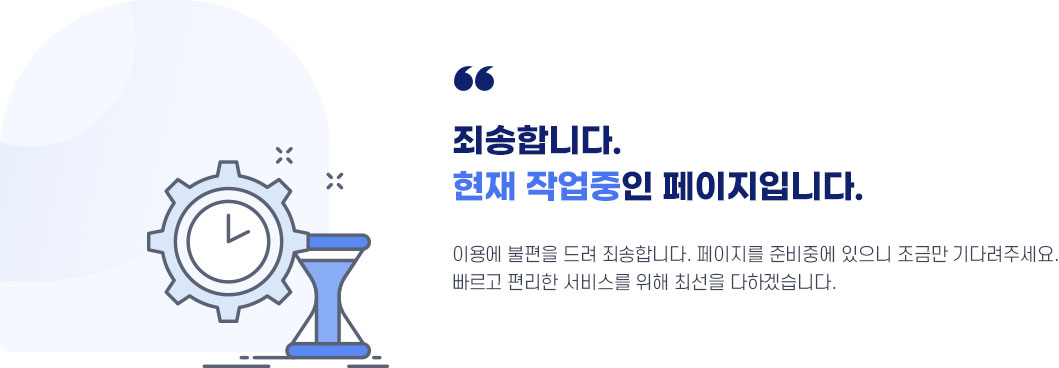 ❝
죄송합니다.
현재 작업중인 페이지입니다.
이용에 불편을 드려 죄송합니다. 페이지를 준비중에 있으니 조금만 기다려주세요.
빠르고 편리한 서비스를 위해 최선을 다하겠습니다.